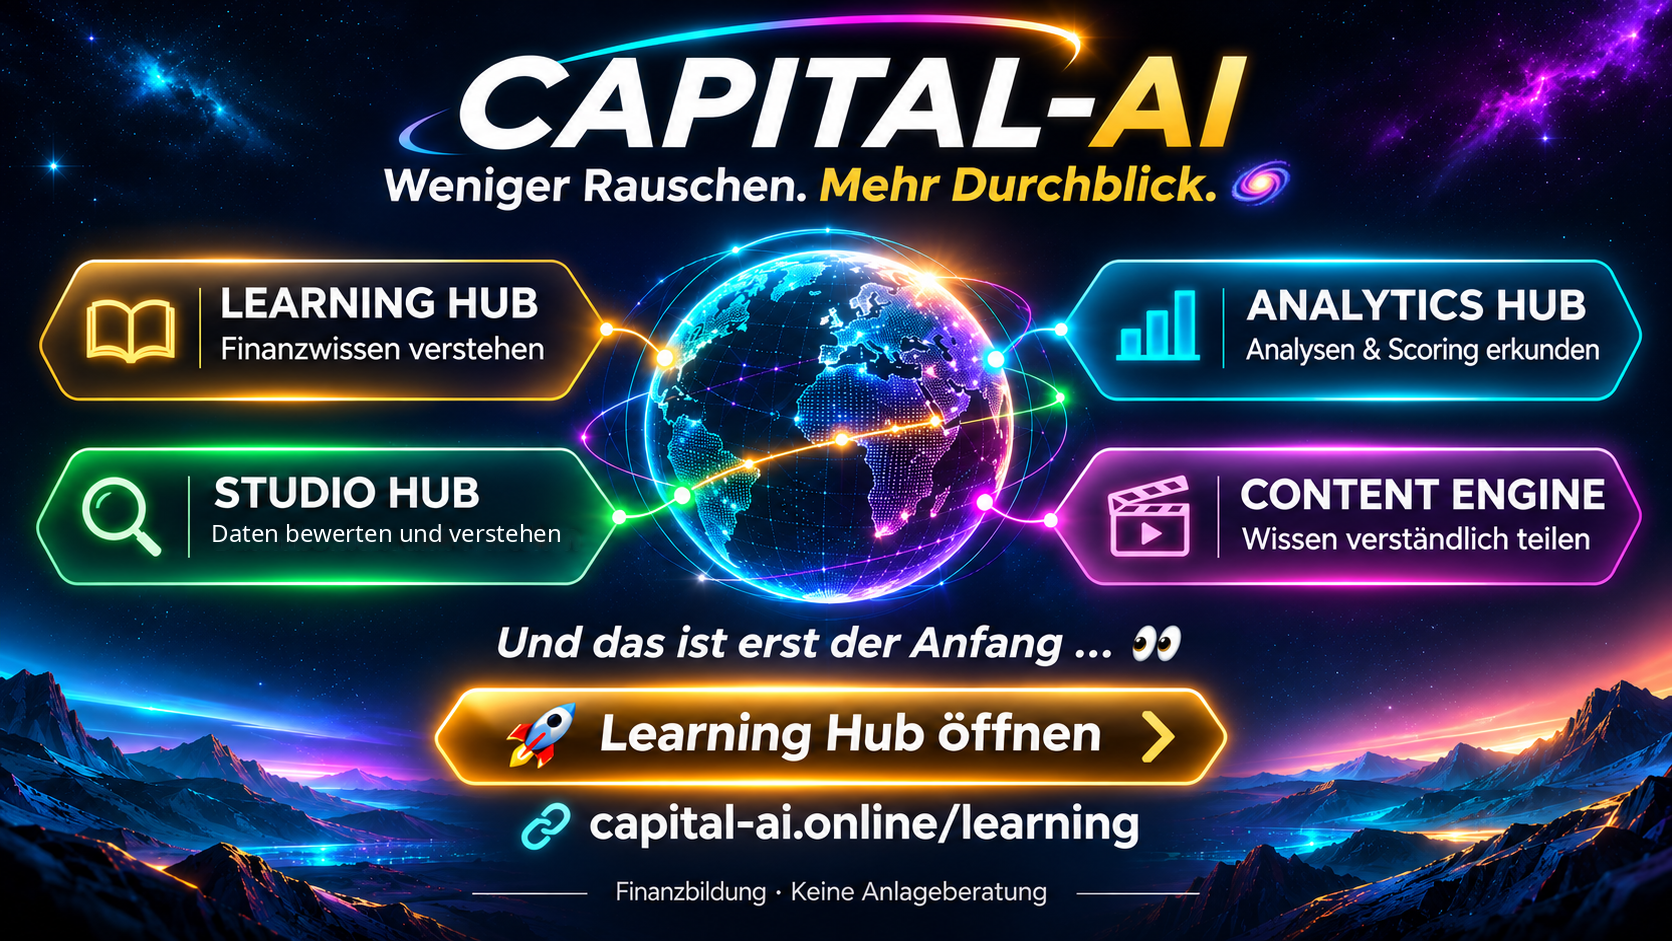 CAPITAL-AI
Weniger Rauschen. Mehr Durchblick.
LEARNING HUB
Finanzwissen verstehen
ANALYTICS HUB
Analysen & Scoring erkunden
STUDIO HUB
Daten bewerten und verstehen
CONTENT ENGINE
Wissen verständlich teilen
Und das ist erst der Anfang ... 👀
🚀 Learning Hub öffnen
capital-ai.online/learning
Finanzbildung · Keine Anlageberatung